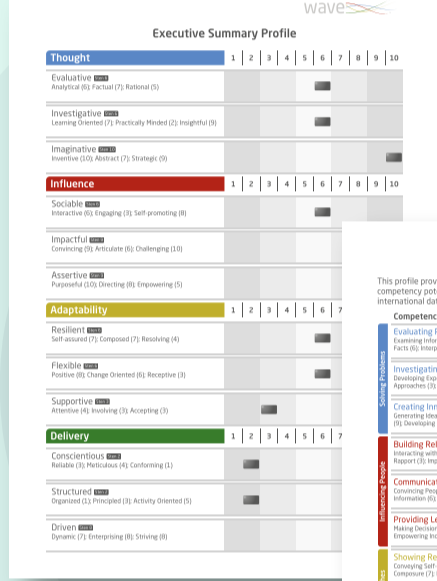 wave
Executive Summary Profile
Thought 1 2 3 4 5 6 7 8 9 10
Evaluative
Analytical (6); Factual (7); Rational (5)
Investigative
Learning Oriented (7); Practically Minded (2); Insightful (9)
Imaginative
Inventive (10); Abstract (7); Strategic (9)
Influence 1 2 3 4 5 6 7 8 9 10
Sociable
Interactive (6); Engaging (3); Self-promoting (8)
Impactful
Convincing (9); Articulate (6); Challenging (10)
Assertive
Purposeful (10); Directing (8); Empowering (5)
Adaptability 1 2 3 4 5 6 7
Resilient
Self-assured (7); Composed (7); Resolving (4)
Flexible
Positive (8); Change Oriented (6); Receptive (3)
Supportive
Attentive (4); Involving (3); Accepting (3)
Delivery 1 2 3 4 5 6 7
Conscientious
Reliable (3); Meticulous (4); Conforming (1)
Structured
Organized (1); Principled (3); Activity Oriented (5)
Driven
Dynamic (7); Enterprising (8); Striving (8)
This profile prov
competency pot
international da
Competenc
Solving Problems
Evaluating P
Examining Infor
Facts (6); Interp
Investigatin
Developing Exp
Approaches (3);
Creating Inn
Generating Idea
(9); Developing
Influencing People
Building Rel
Interacting with
Rapport (3); Imp
Communicat
Convincing Peop
Information (6);
Providing Le
Making Decision
Empowering Ind
Showing Re
Conveying Self-
Composure (7);